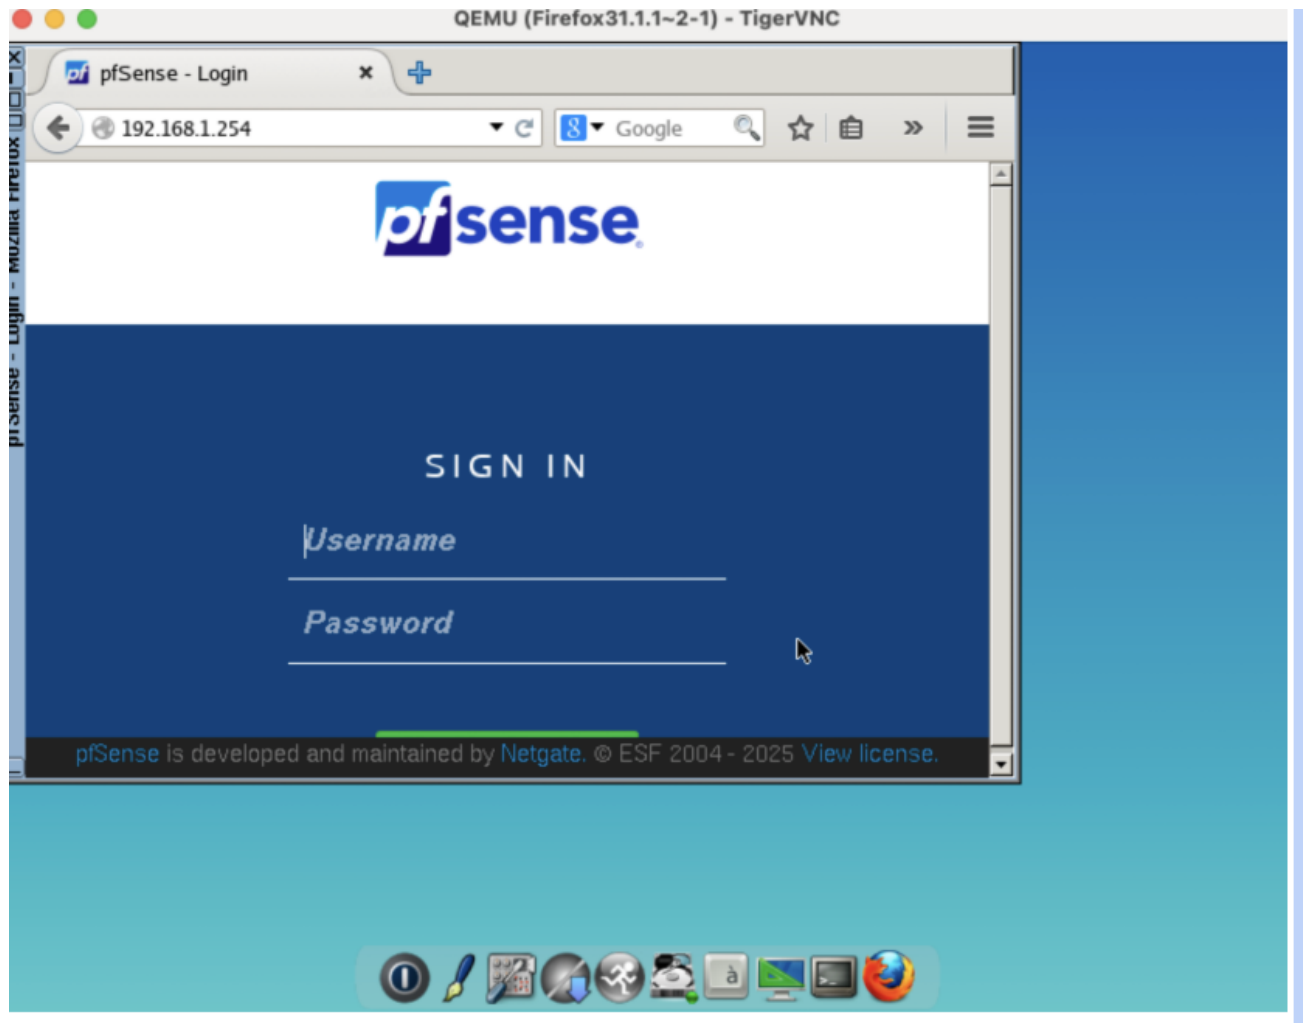 QEMU (Firefox31.1.1~2-1) - TigerVNC
pfSense - Login - Mozilla Firefox
pfSense - Login
192.168.1.254
8 Google
pfsense®
SIGN IN
Username
Password
pfSense is developed and maintained by Netgate. © ESF 2004 - 2025 View license.
à
>_